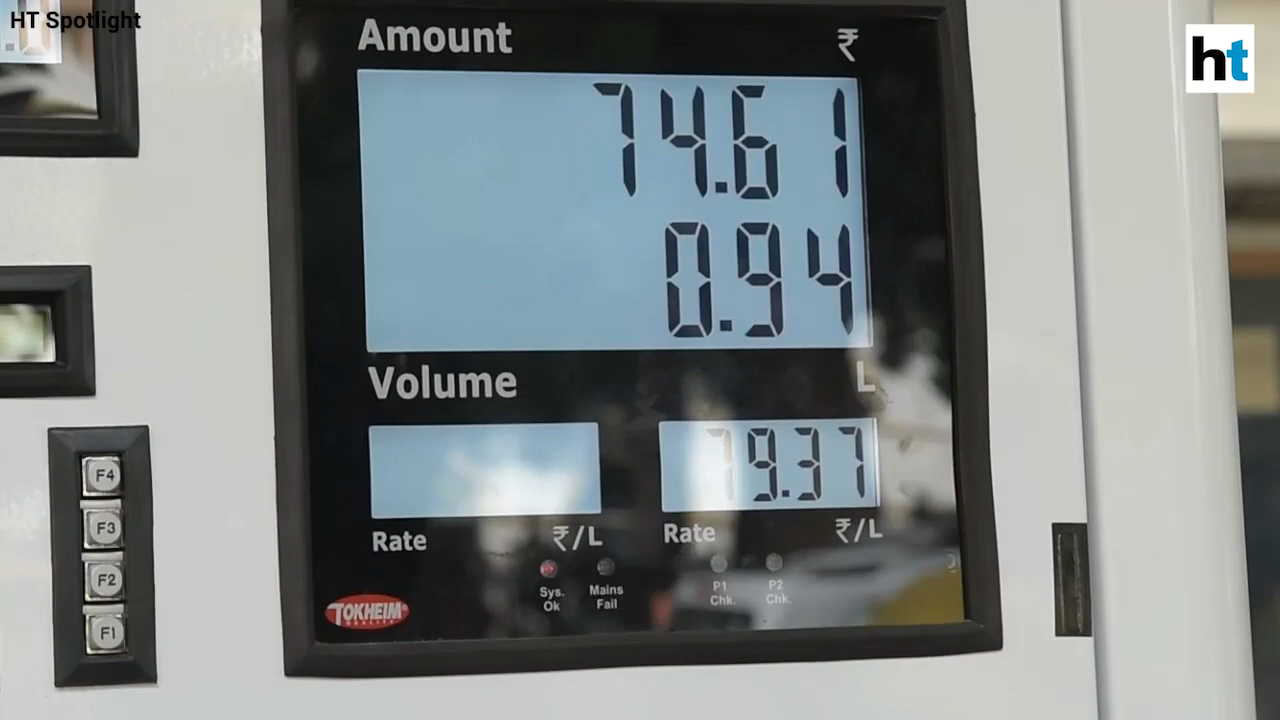 HT Spotlight
ht
Amount ₹
74.61
0.94
Volume L
79.37
Rate ₹/L
Rate ₹/L
Sys. Ok
Mains Fail
P1 Chk.
P2 Chk.
TOKHEIM
QUALITY
F4
F3
F2
F1